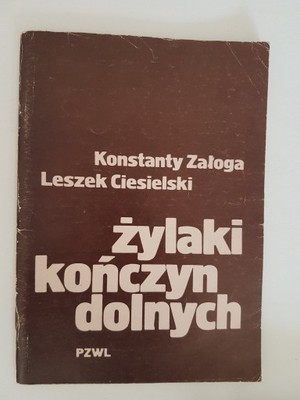 Konstanty Załoga
Leszek Ciesielski
żylaki
kończyn
dolnych
PZWL